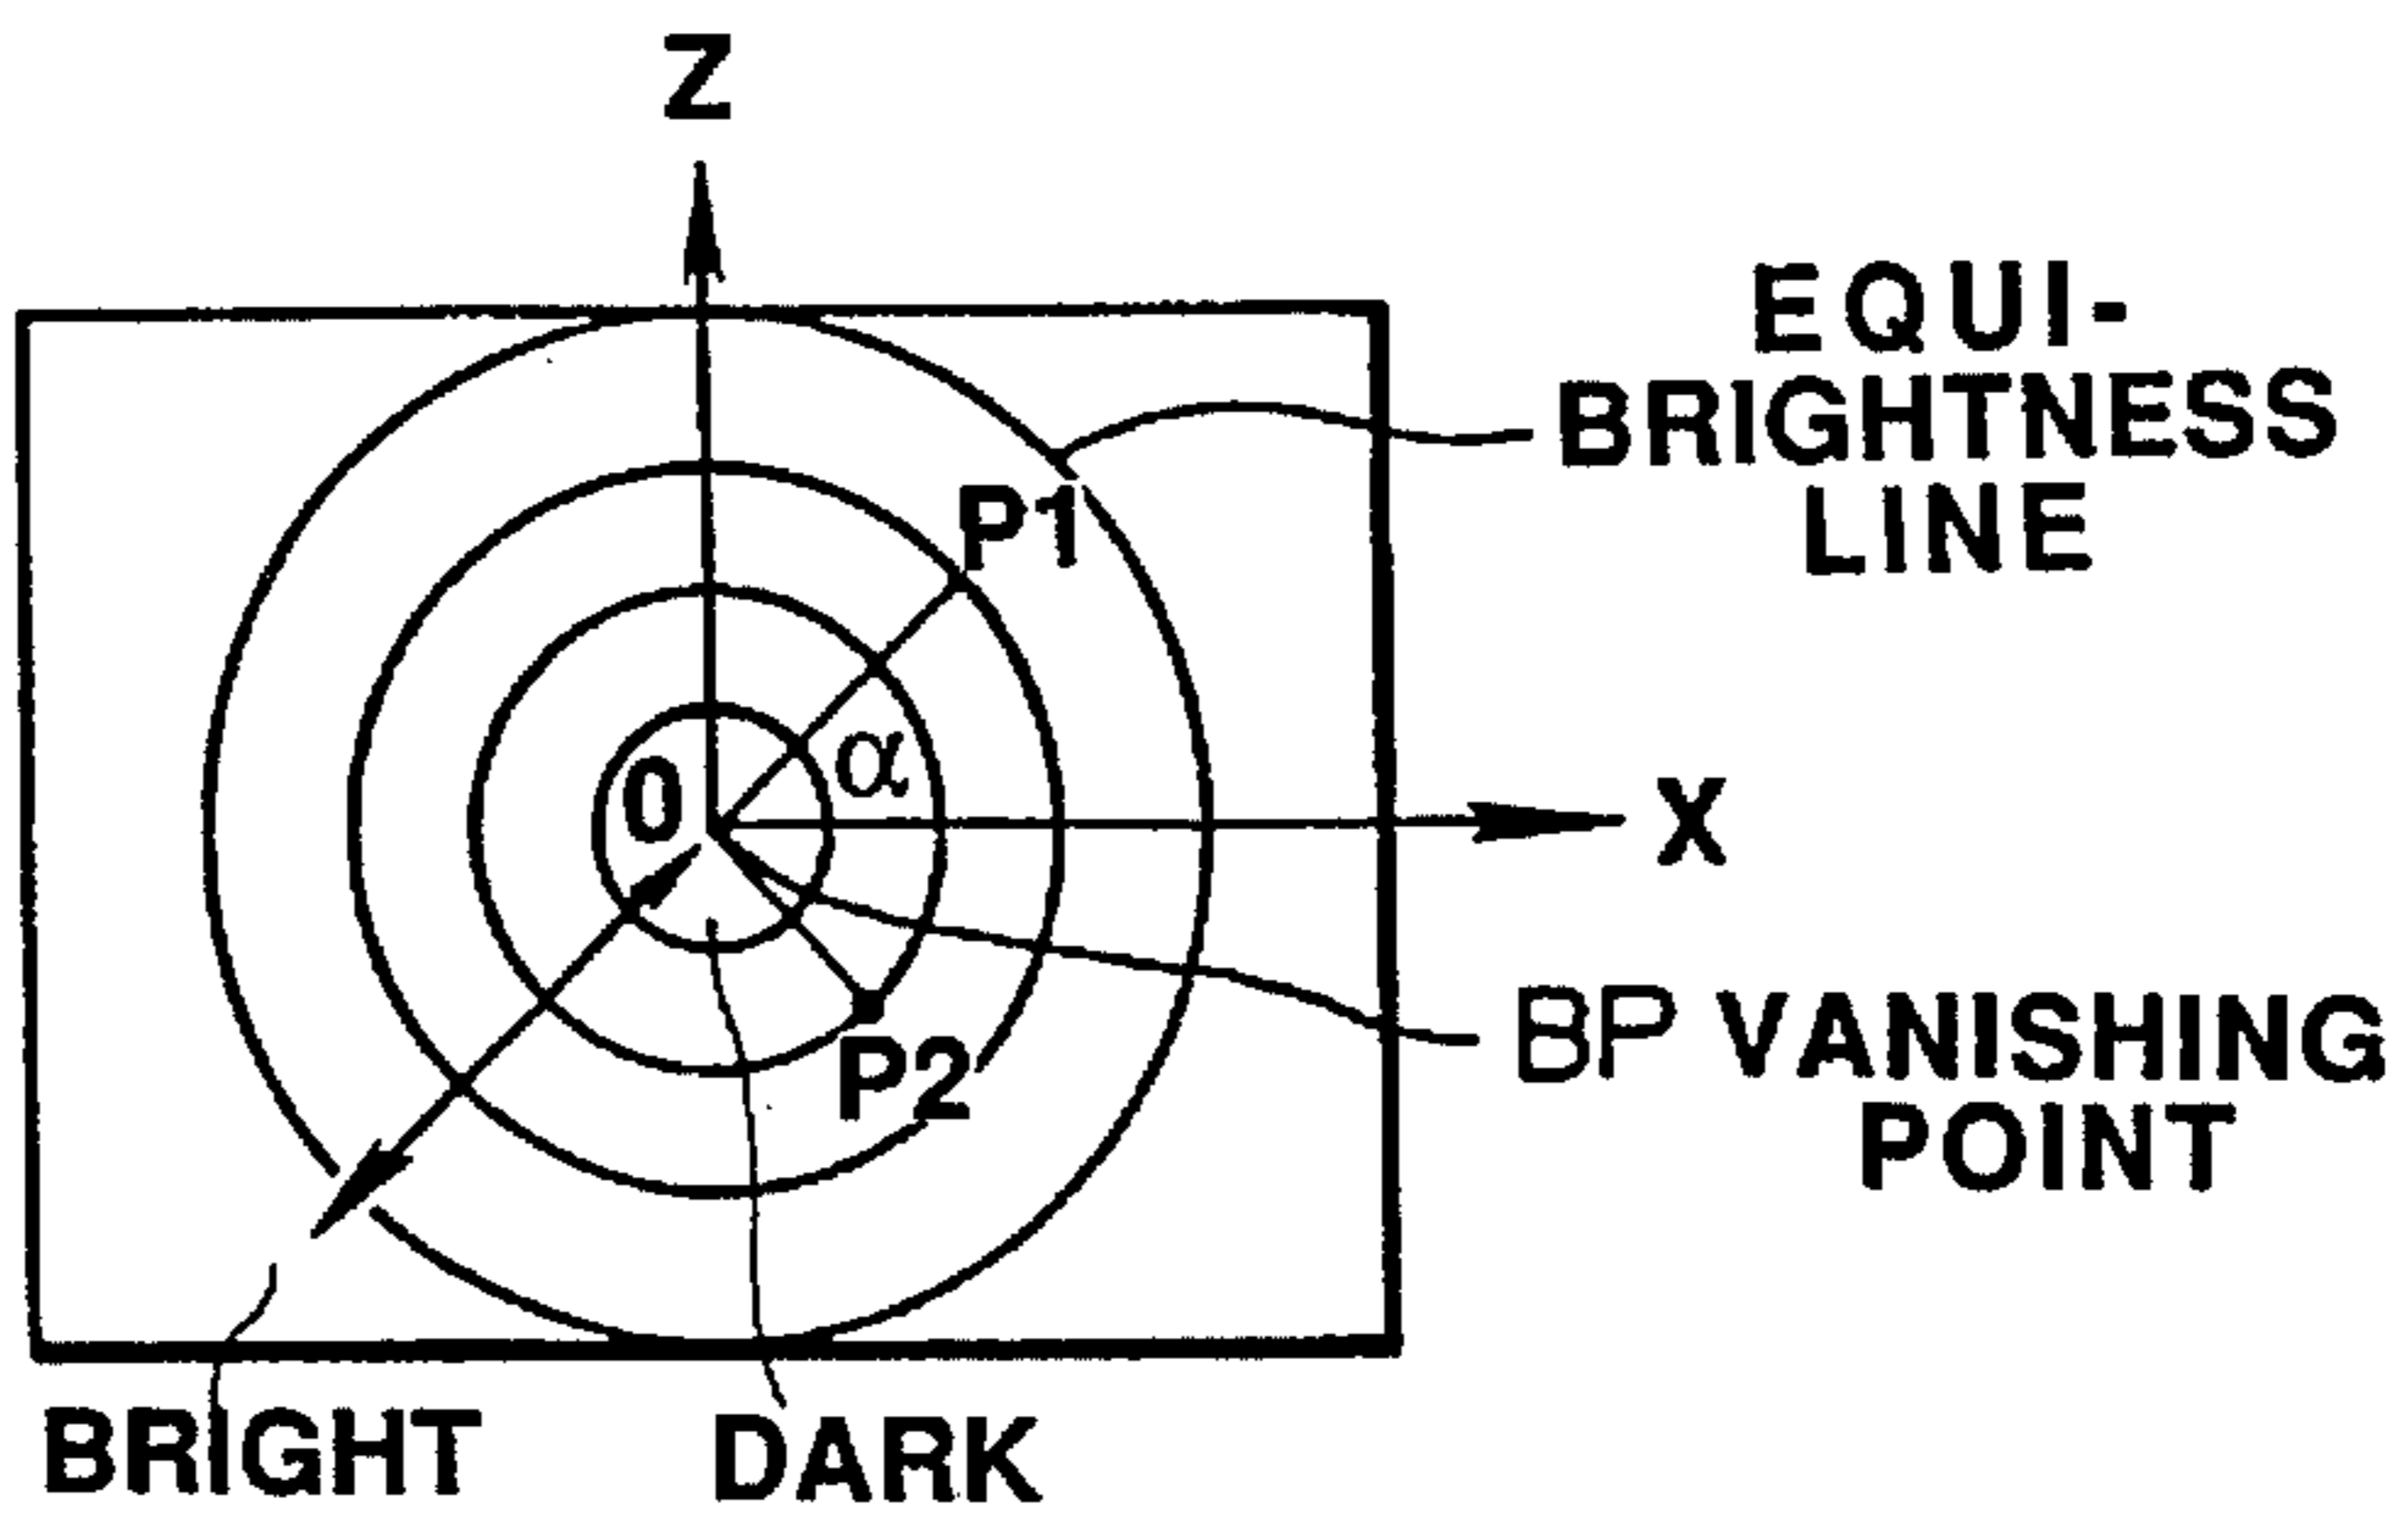 Z
EQUI-
BRIGHTNESS
LINE
P1
α
0
X
BP VANISHING
POINT
P2
BRIGHT
DARK